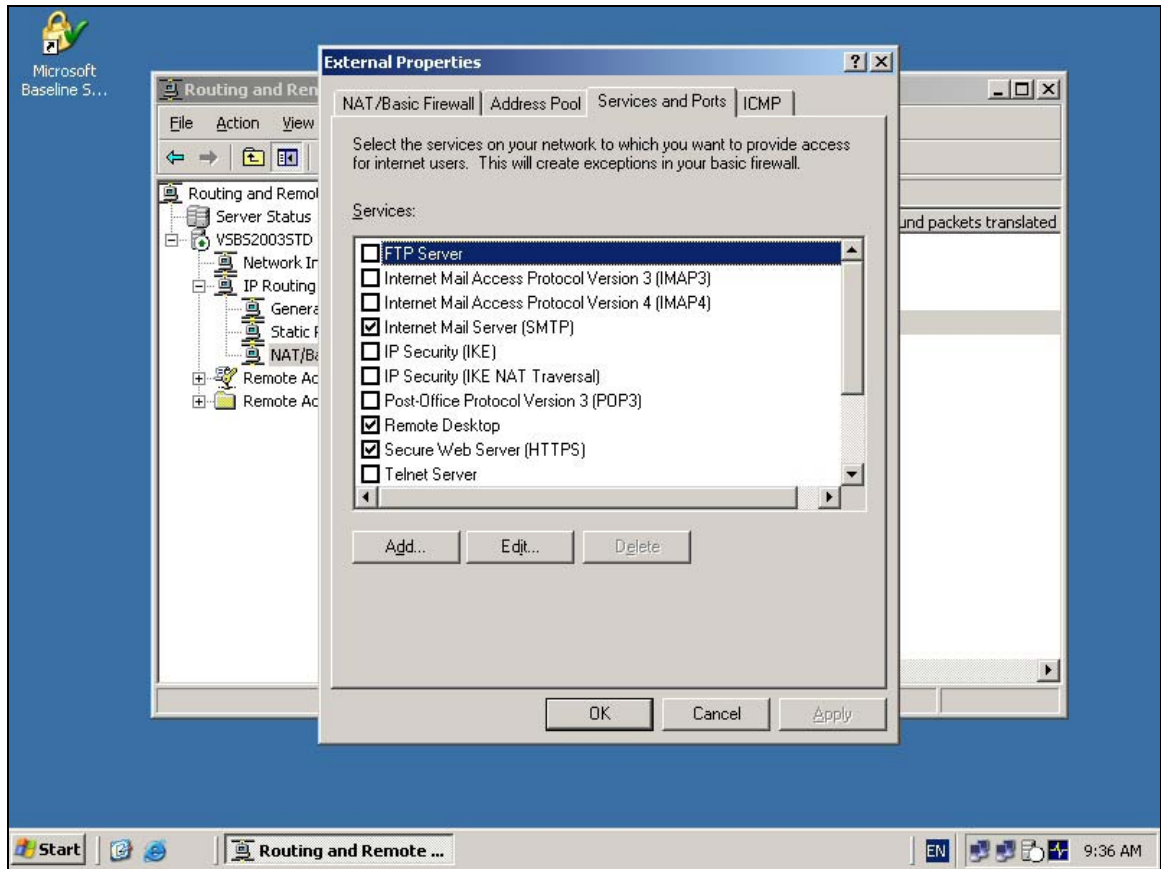 Microsoft
Baseline S...
Routing and Ren
File Action View
Routing and Remo
Server Status
VSBS2003STD
Network In
IP Routing
Genera
Static R
NAT/Ba
Remote Ac
Remote Ac
External Properties
NAT/Basic Firewall Address Pool Services and Ports ICMP
Select the services on your network to which you want to provide access
for internet users. This will create exceptions in your basic firewall.
Services:
FTP Server
Internet Mail Access Protocol Version 3 (IMAP3)
Internet Mail Access Protocol Version 4 (IMAP4)
Internet Mail Server (SMTP)
IP Security (IKE)
IP Security (IKE NAT Traversal)
Post-Office Protocol Version 3 (POP3)
Remote Desktop
Secure Web Server (HTTPS)
Telnet Server
Add... Edit... Delete
OK Cancel Apply
und packets translated
Start Routing and Remote ... EN 9:36 AM